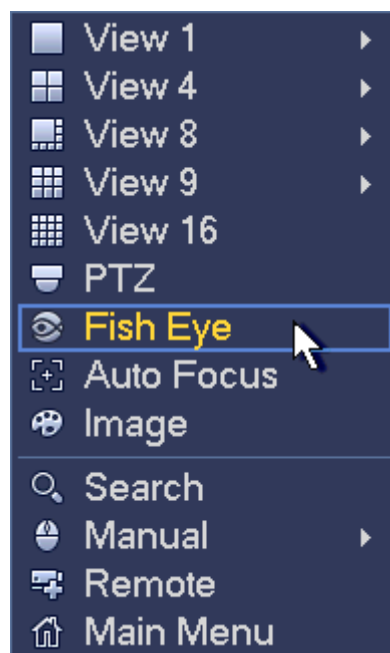 View 1
View 4
View 8
View 9
View 16
PTZ
Fish Eye
Auto Focus
Image
Search
Manual
Remote
Main Menu